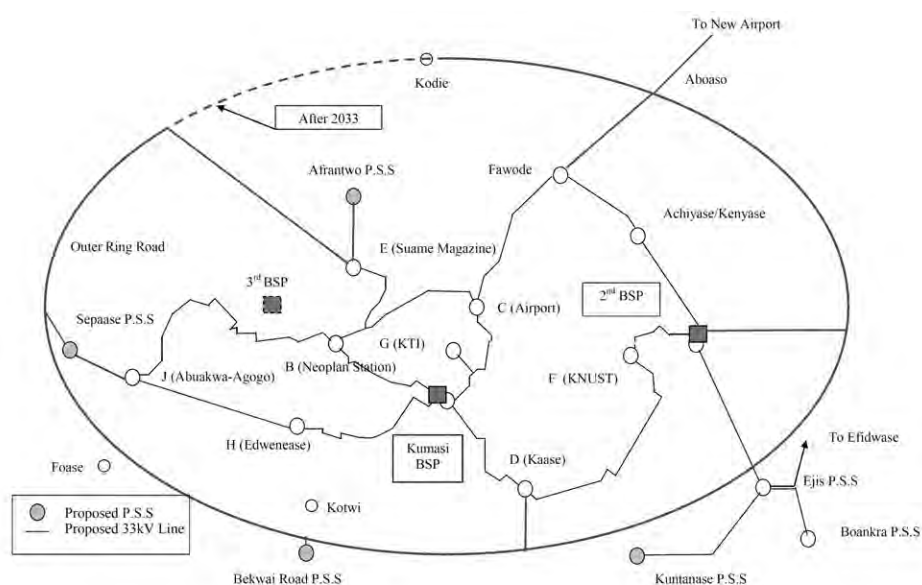 To New Airport
Aboaso
Kodie
After 2033
Afrantwo P.S.S
Fawode
Achiyase/Kenyase
Outer Ring Road
E (Suame Magazine)
3rd BSP
2nd BSP
C (Airport)
Sepaase P.S.S
G (KTI)
B (Neoplan Station)
J (Abuakwa-Agogo)
F (KNUST)
H (Edwenease)
Kumasi
BSP
D (Kaase)
To Efidwase
Foase
Ejis P.S.S
Kotwi
Proposed P.S.S
Proposed 33kV Line
Boankra P.S.S
Bekwai Road P.S.S
Kuntanase P.S.S